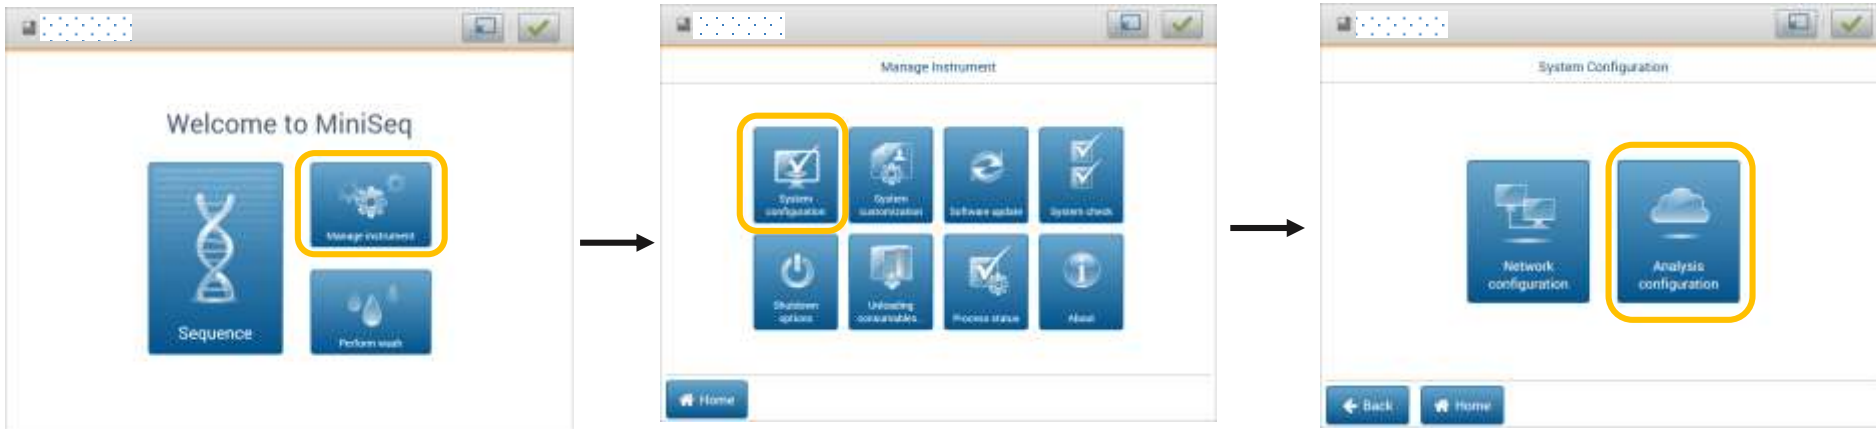 Welcome to MiniSeq
Sequence
Manage instrument
Perform wash
Manage Instrument
System
configuration
System
customization
Software update
System check
Shutdown
options
Unloading
consumables...
Process status
About
Home
System Configuration
Network
configuration
Analysis
configuration
Back
Home